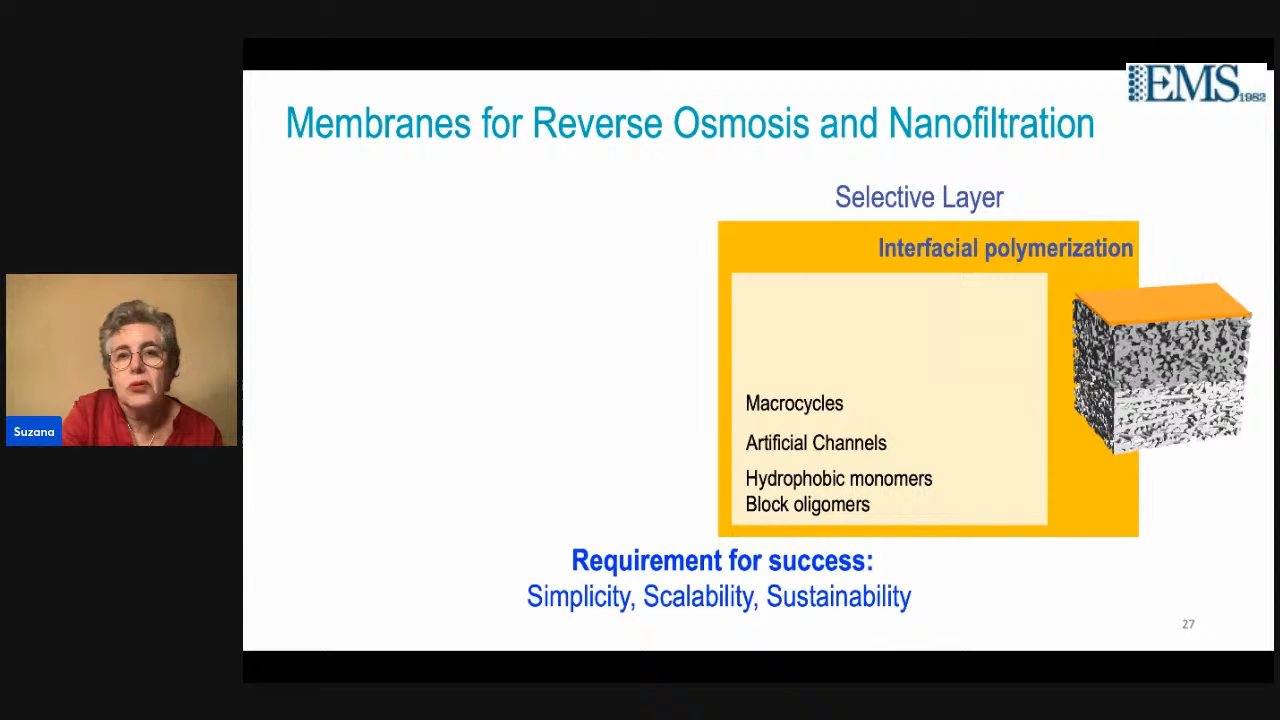 EMS 1982
Membranes for Reverse Osmosis and Nanofiltration
Selective Layer
Interfacial polymerization
Macrocycles
Artificial Channels
Hydrophobic monomers
Block oligomers
Suzana
Requirement for success:
Simplicity, Scalability, Sustainability
27